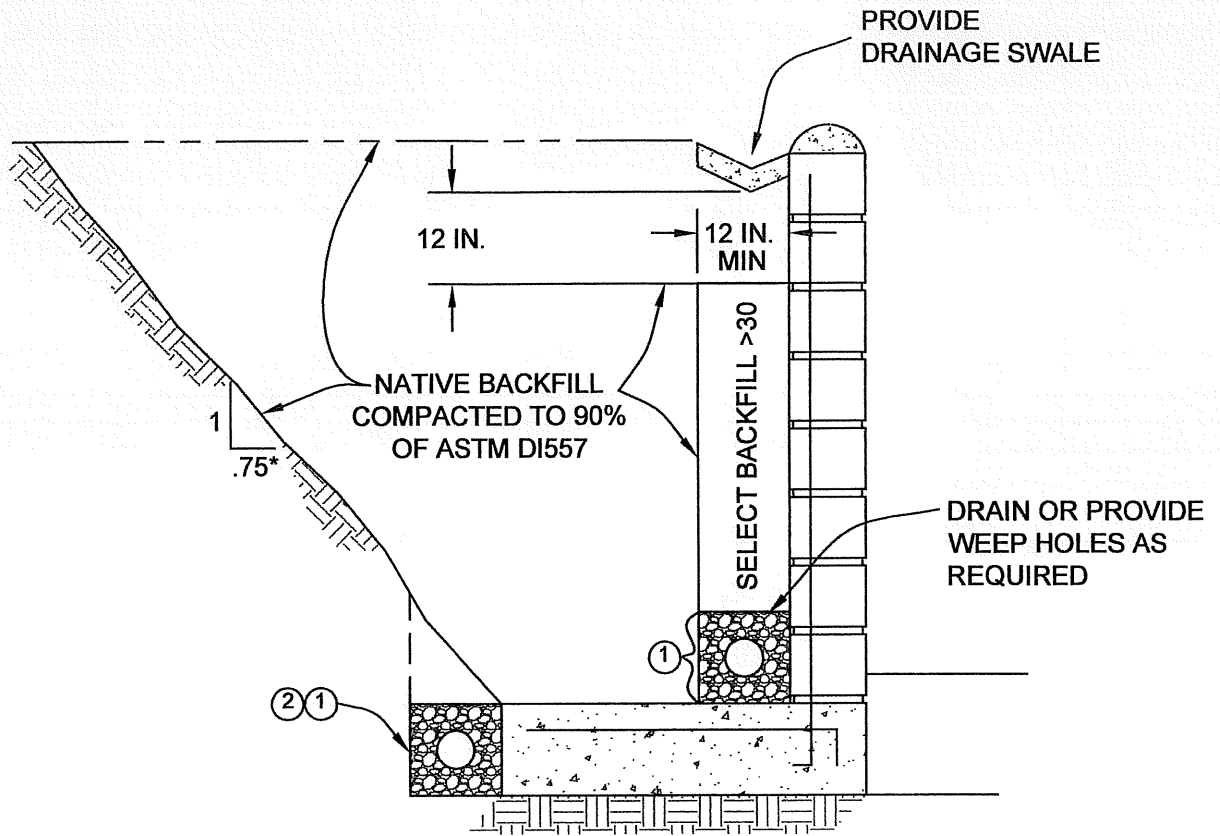 PROVIDE
DRAINAGE SWALE
12 IN.
12 IN.
MIN
SELECT BACKFILL >30
NATIVE BACKFILL
COMPACTED TO 90%
OF ASTM DI557
1
.75*
DRAIN OR PROVIDE
WEEP HOLES AS
REQUIRED
1
2 1